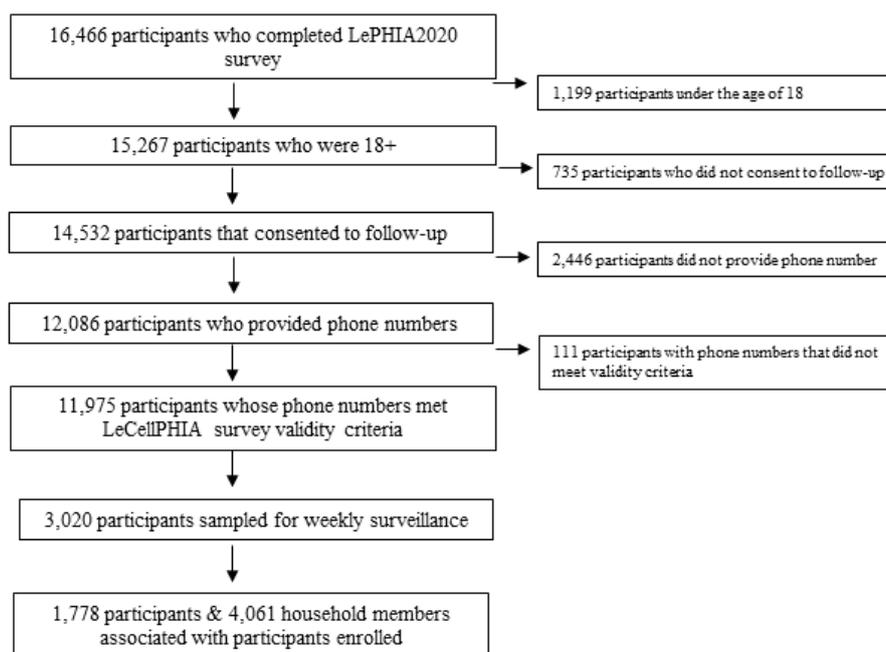 16,466 participants who completed LePHIA2020
survey
1,199 participants under the age of 18
15,267 participants who were 18+
735 participants who did not consent to follow-up
14,532 participants that consented to follow-up
2,446 participants did not provide phone number
12,086 participants who provided phone numbers
111 participants with phone numbers that did not
meet validity criteria
11,975 participants whose phone numbers met
LeCellPHIA survey validity criteria
3,020 participants sampled for weekly surveillance
1,778 participants & 4,061 household members
associated with participants enrolled